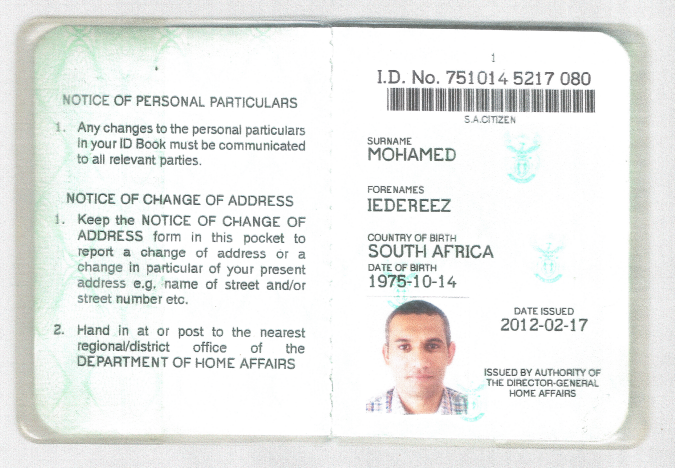 NOTICE OF PERSONAL PARTICULARS
1. Any changes to the personal particulars
in your ID Book must be communicated
to all relevant parties.
NOTICE OF CHANGE OF ADDRESS
1. Keep the NOTICE OF CHANGE OF
ADDRESS form in this pocket to
report a change of address or a
change in particular of your present
address e.g. name of street and/or
street number etc.
2. Hand in at or post to the nearest
regional/district office of the
DEPARTMENT OF HOME AFFAIRS
1
I.D. No. 751014 5217 080
S.A.CITIZEN
SURNAME
MOHAMED
FORENAMES
IEDEREEZ
COUNTRY OF BIRTH
SOUTH AFRICA
DATE OF BIRTH
1975-10-14
DATE ISSUED
2012-02-17
ISSUED BY AUTHORITY OF
THE DIRECTOR-GENERAL
HOME AFFAIRS